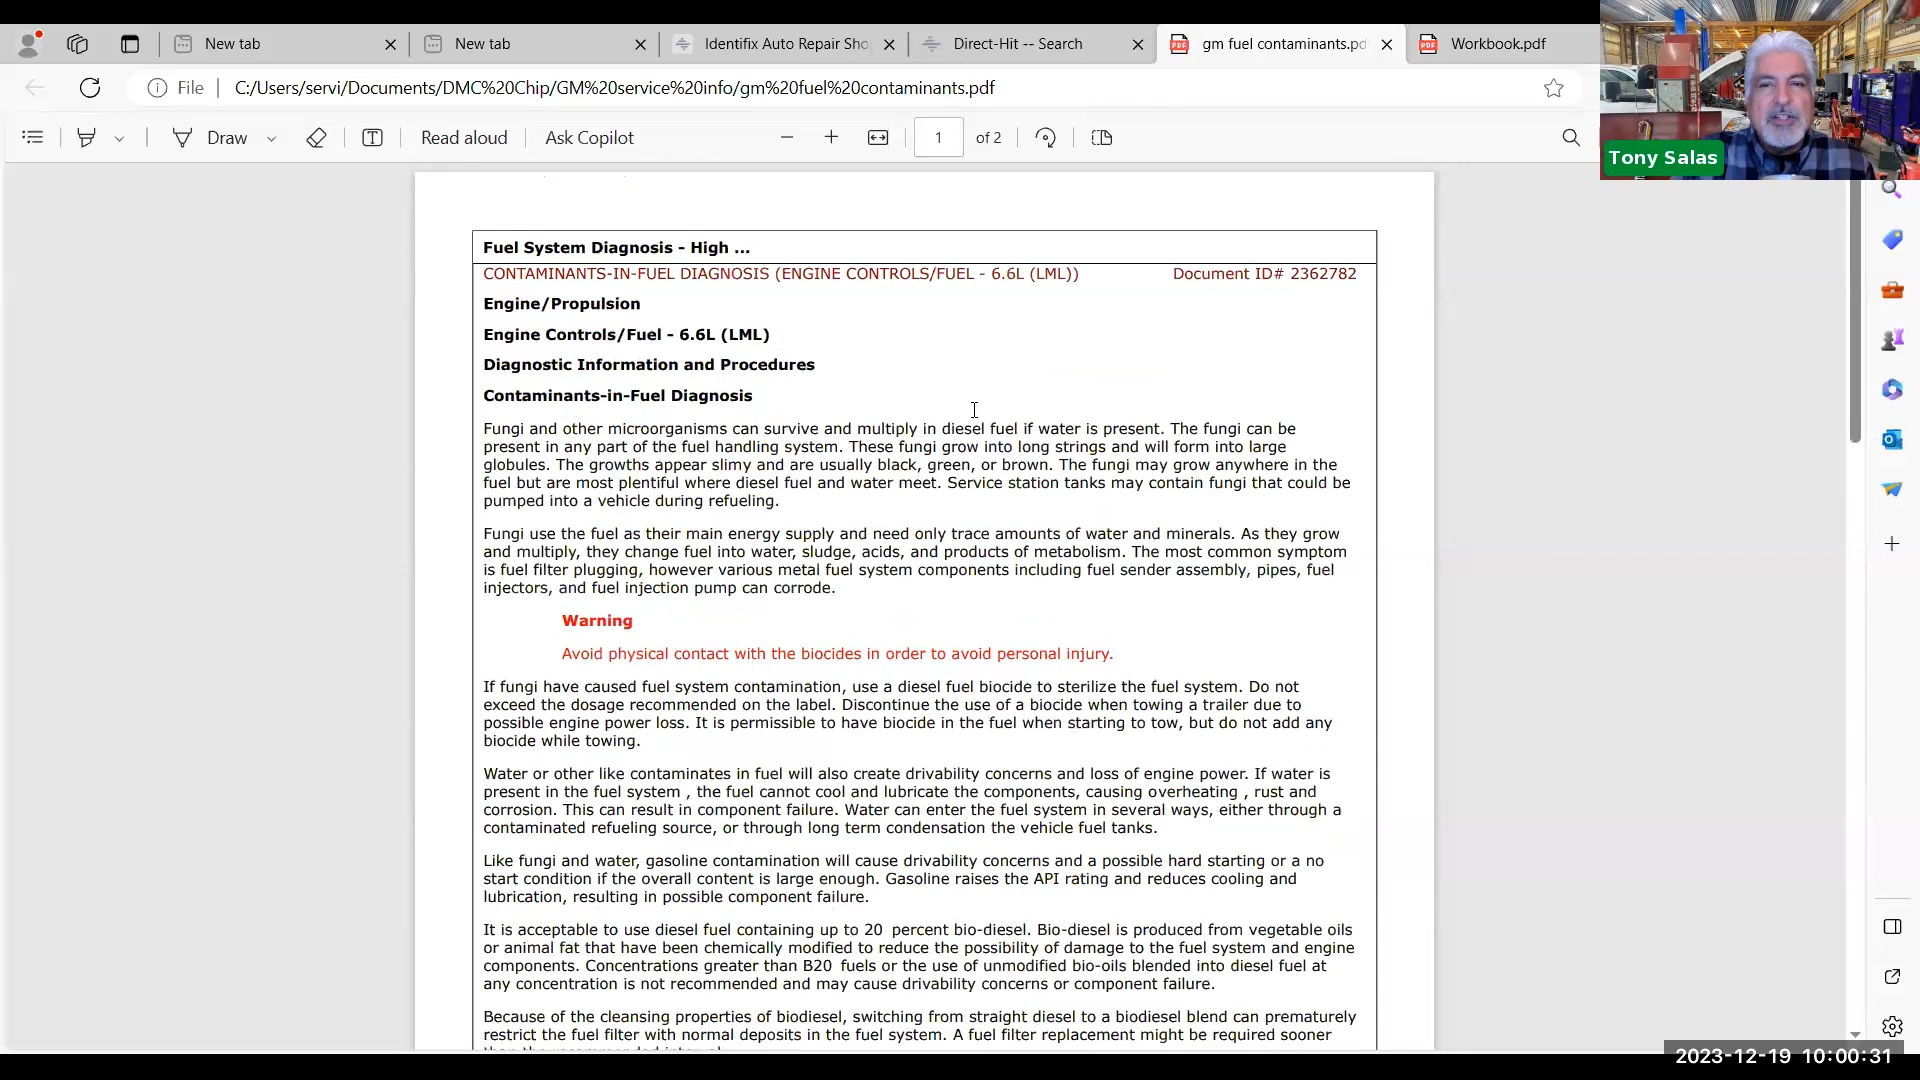 New tab
New tab
Identifix Auto Repair Sho
Direct-Hit -- Search
gm fuel contaminants.pd
Workbook.pdf
File
C:/Users/servi/Documents/DMC%20Chip/GM%20service%20info/gm%20fuel%20contaminants.pdf
Draw
Read aloud
Ask Copilot
1
of 2
Tony Salas
Fuel System Diagnosis - High ...
CONTAMINANTS-IN-FUEL DIAGNOSIS (ENGINE CONTROLS/FUEL - 6.6L (LML)) Document ID# 2362782
Engine/Propulsion
Engine Controls/Fuel - 6.6L (LML)
Diagnostic Information and Procedures
Contaminants-in-Fuel Diagnosis
Fungi and other microorganisms can survive and multiply in diesel fuel if water is present. The fungi can be
present in any part of the fuel handling system. These fungi grow into long strings and will form into large
globules. The growths appear slimy and are usually black, green, or brown. The fungi may grow anywhere in the
fuel but are most plentiful where diesel fuel and water meet. Service station tanks may contain fungi that could be
pumped into a vehicle during refueling.
Fungi use the fuel as their main energy supply and need only trace amounts of water and minerals. As they grow
and multiply, they change fuel into water, sludge, acids, and products of metabolism. The most common symptom
is fuel filter plugging, however various metal fuel system components including fuel sender assembly, pipes, fuel
injectors, and fuel injection pump can corrode.
Warning
Avoid physical contact with the biocides in order to avoid personal injury.
If fungi have caused fuel system contamination, use a diesel fuel biocide to sterilize the fuel system. Do not
exceed the dosage recommended on the label. Discontinue the use of a biocide when towing a trailer due to
possible engine power loss. It is permissible to have biocide in the fuel when starting to tow, but do not add any
biocide while towing.
Water or other like contaminates in fuel will also create drivability concerns and loss of engine power. If water is
present in the fuel system , the fuel cannot cool and lubricate the components, causing overheating , rust and
corrosion. This can result in component failure. Water can enter the fuel system in several ways, either through a
contaminated refueling source, or through long term condensation the vehicle fuel tanks.
Like fungi and water, gasoline contamination will cause drivability concerns and a possible hard starting or a no
start condition if the overall content is large enough. Gasoline raises the API rating and reduces cooling and
lubrication, resulting in possible component failure.
It is acceptable to use diesel fuel containing up to 20 percent bio-diesel. Bio-diesel is produced from vegetable oils
or animal fat that have been chemically modified to reduce the possibility of damage to the fuel system and engine
components. Concentrations greater than B20 fuels or the use of unmodified bio-oils blended into diesel fuel at
any concentration is not recommended and may cause drivability concerns or component failure.
Because of the cleansing properties of biodiesel, switching from straight diesel to a biodiesel blend can prematurely
restrict the fuel filter with normal deposits in the fuel system. A fuel filter replacement might be required sooner
2023-12-19 10:00:31